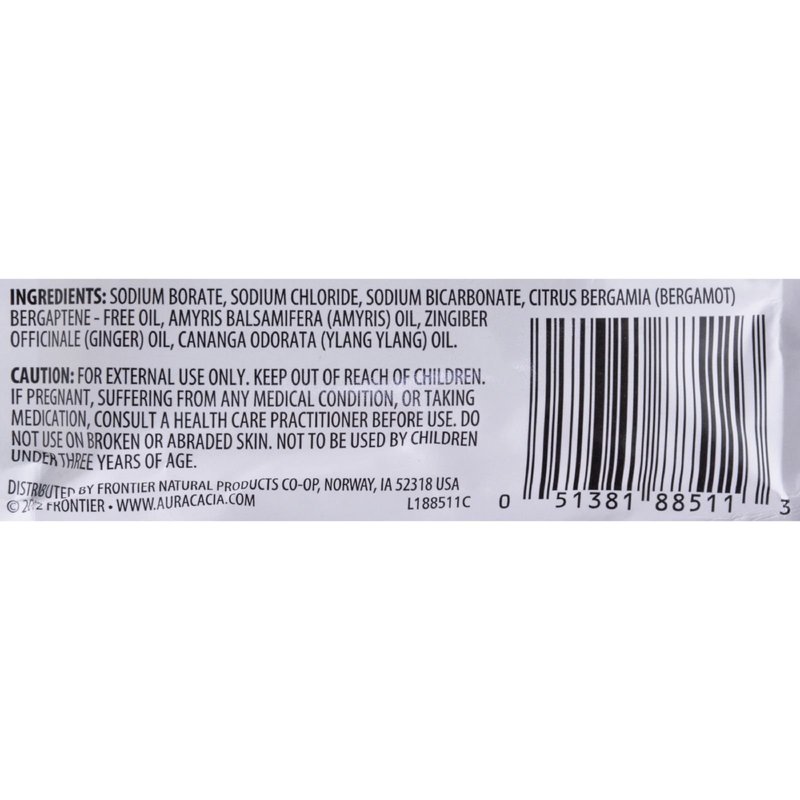 INGREDIENTS: SODIUM BORATE, SODIUM CHLORIDE, SODIUM BICARBONATE, CITRUS BERGAMIA (BERGAMOT)
BERGAPTENE - FREE OIL, AMYRIS BALSAMIFERA (AMYRIS) OIL, ZINGIBER
OFFICINALE (GINGER) OIL, CANANGA ODORATA (YLANG YLANG) OIL.
CAUTION: FOR EXTERNAL USE ONLY. KEEP OUT OF REACH OF CHILDREN.
IF PREGNANT, SUFFERING FROM ANY MEDICAL CONDITION, OR TAKING
MEDICATION, CONSULT A HEALTH CARE PRACTITIONER BEFORE USE. DO
NOT USE ON BROKEN OR ABRADED SKIN. NOT TO BE USED BY CHILDREN
UNDER THREE YEARS OF AGE.
DISTRIBUTED BY FRONTIER NATURAL PRODUCTS CO-OP, NORWAY, IA 52318 USA
© FRONTIER • WWW.AURACACIA.COM L188511C
0 51381 88511 3